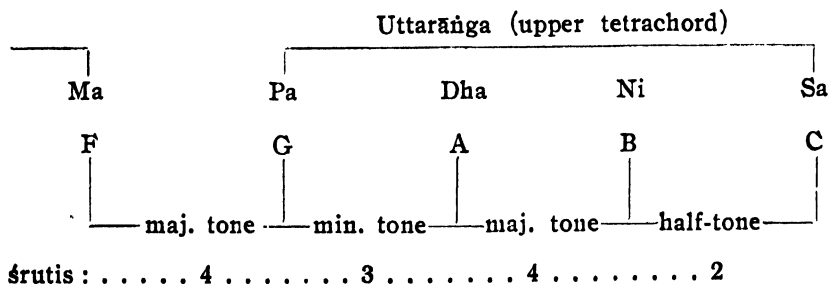 Uttarāṅga (upper tetrachord)
Ma Pa Dha Ni Sa
F G A B C
maj. tone min. tone maj. tone half-tone
śrutis : . . . . . 4 . . . . . . . 3 . . . . . . . 4 . . . . . . . . 2